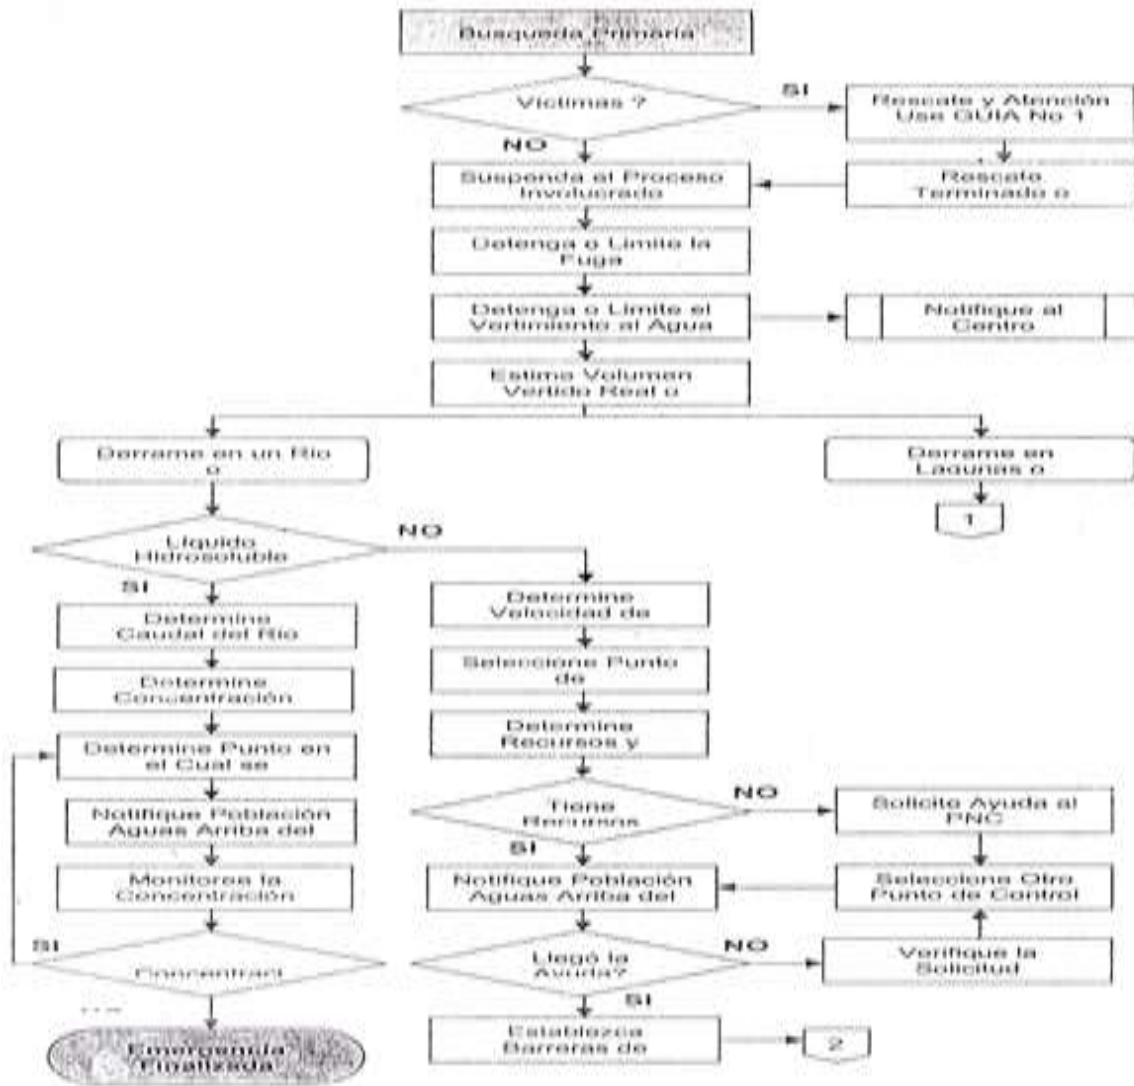 Busqueda Primaria
Víctimas ?
SI
Rescate y Atención
Use GUIA No 1
NO
Suspenda el Proceso
Involucrado
Rescate
Terminado o
Detenga o Limite la
Fuga
Detenga o Limite el
Vertimiento al Agua
Notifique al
Centro
Estime Volumen
Vertido Real o
Derrame en un Rio
o
Derrame en
Lagunas o
1
Líquido
Hidrosoluble
NO
SI
Determine
Caudal del Río
Determine
Velocidad de
Determine
Concentración
Seleccione Punto
de
Determine Punto en
el Cual se
Determine
Recursos y
Notifique Población
Aguas Arriba del
Tiene
Recursos
NO
Solicite Ayuda al
PNC
SI
Monitoree la
Concentración
Notifique Población
Aguas Arriba del
Seleccione Otro
Punto de Control
SI
Concentraci
Llegó la
Ayuda?
NO
Verifique la
Solicitud
SI
Emergencia
Finalizada
Establezca
Barreras de
2